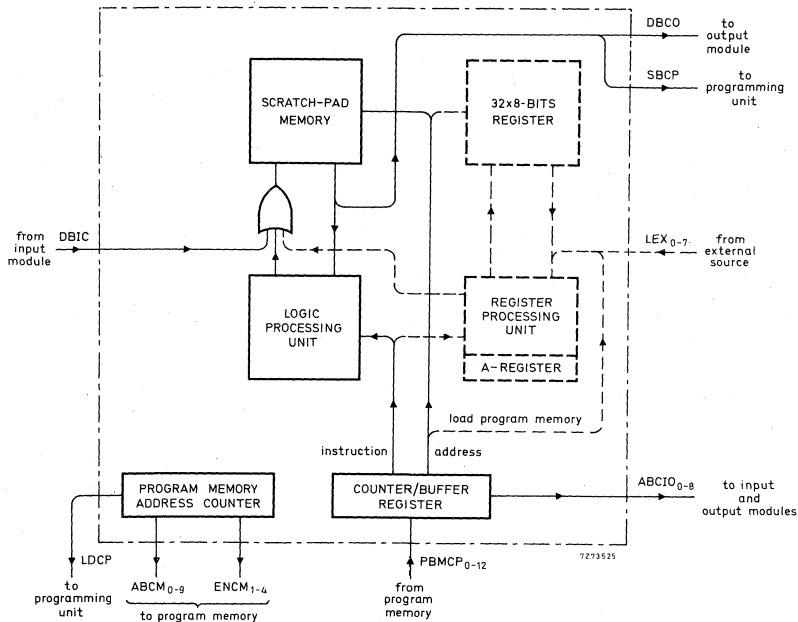 DBCO
to
output
module
SBCP
to
programming
unit
SCRATCH-PAD
MEMORY
32x8-BITS
REGISTER
from
input
module
DBIC
LEX0-7
from
external
source
LOGIC
PROCESSING
UNIT
REGISTER
PROCESSING
UNIT
A-REGISTER
load program memory
instruction
address
PROGRAM MEMORY
ADDRESS COUNTER
COUNTER/BUFFER
REGISTER
ABCIO0-8
to input
and
output modules
7Z73525
LDCP
to
programming
unit
ABCM0-9
ENCM1-4
to program memory
PBMCP0-12
from
program
memory